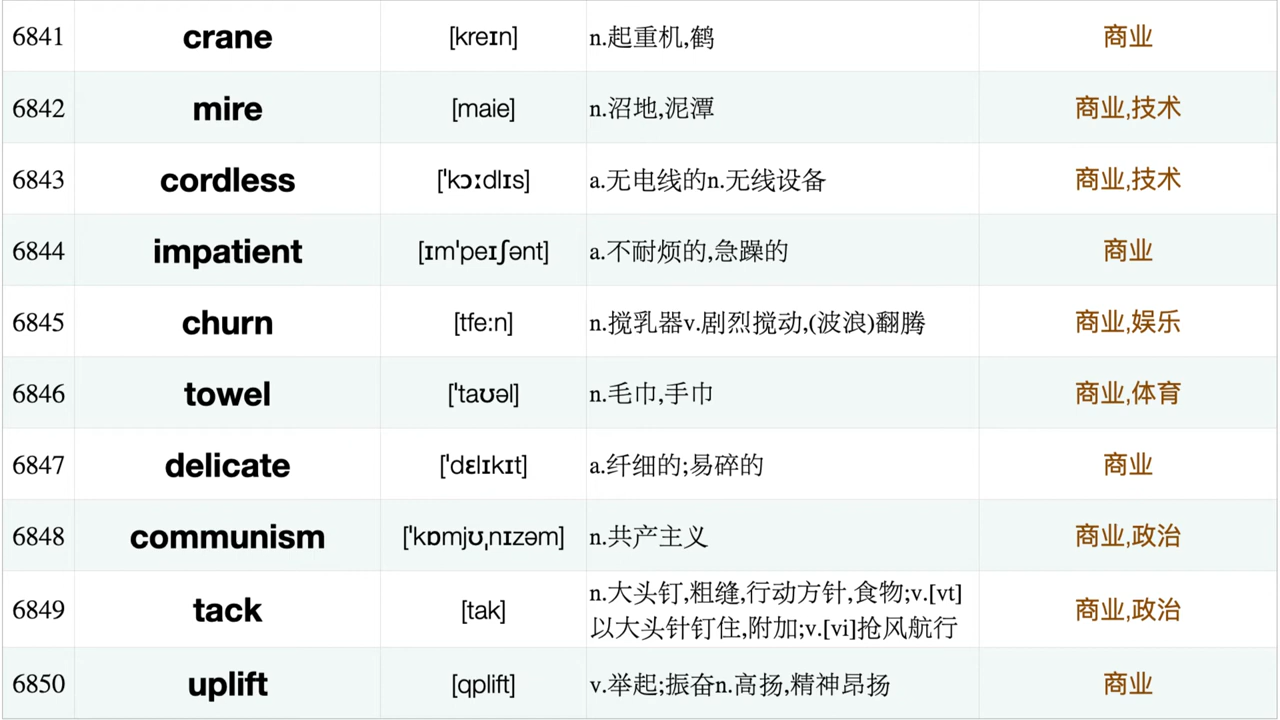 6841 crane [kreɪn] n.起重机,鹤 商业
6842 mire [maie] n.沼地,泥潭 商业,技术
6843 cordless [ˈkɔːdlɪs] a.无电线的n.无线设备 商业,技术
6844 impatient [ɪmˈpeɪʃənt] a.不耐烦的,急躁的 商业
6845 churn [tfe:n] n.搅乳器v.剧烈搅动,(波浪)翻腾 商业,娱乐
6846 towel [ˈtaʊəl] n.毛巾,手巾 商业,体育
6847 delicate [ˈdɛlɪkɪt] a.纤细的;易碎的 商业
6848 communism [ˈkɒmjʊˌnɪzəm] n.共产主义 商业,政治
6849 tack [tak] n.大头钉,粗缝,行动方针,食物;v.[vt] 商业,政治
以大头针钉住,附加;v.[vi]抢风航行
6850 uplift [qplift] v.举起;振奋n.高扬,精神昂扬 商业